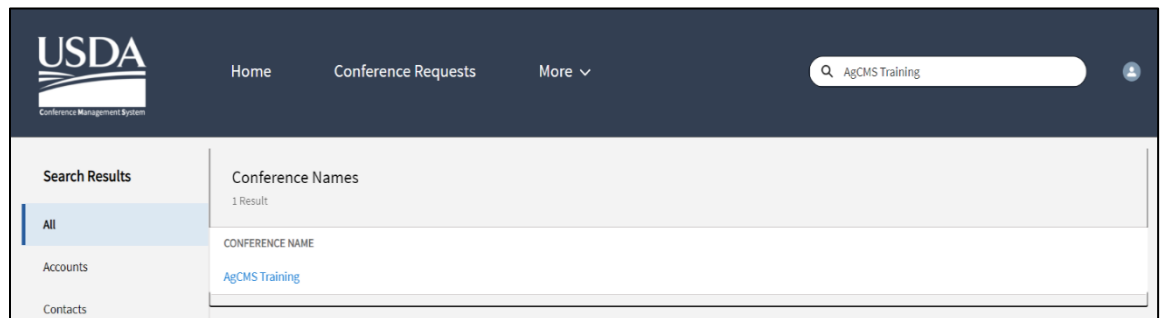 USDA
Conference Management System
Home
Conference Requests
More
AgCMS Training
Search Results
All
Accounts
Contacts
Conference Names
1 Result
CONFERENCE NAME
AgCMS Training